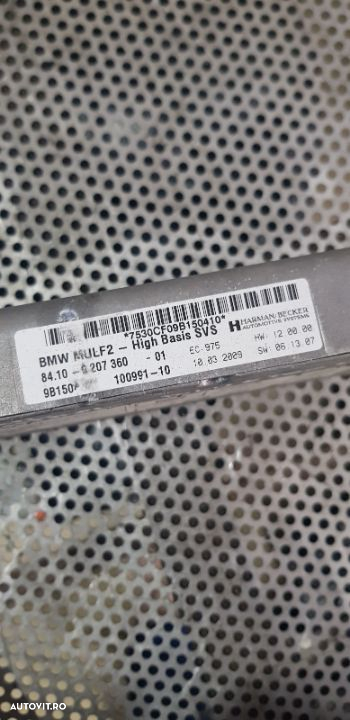 *7530CF09B150410*
BMW MULF2 - High Basis SVS
HARMAN/BECKER
AUTOMOTIVE SYSTEMS
84.10 207 360 - 01
EC-975
HW: 12.00.00
100991-10
10.03.2009
SW: 06.13.07
AUTOVIT.RO